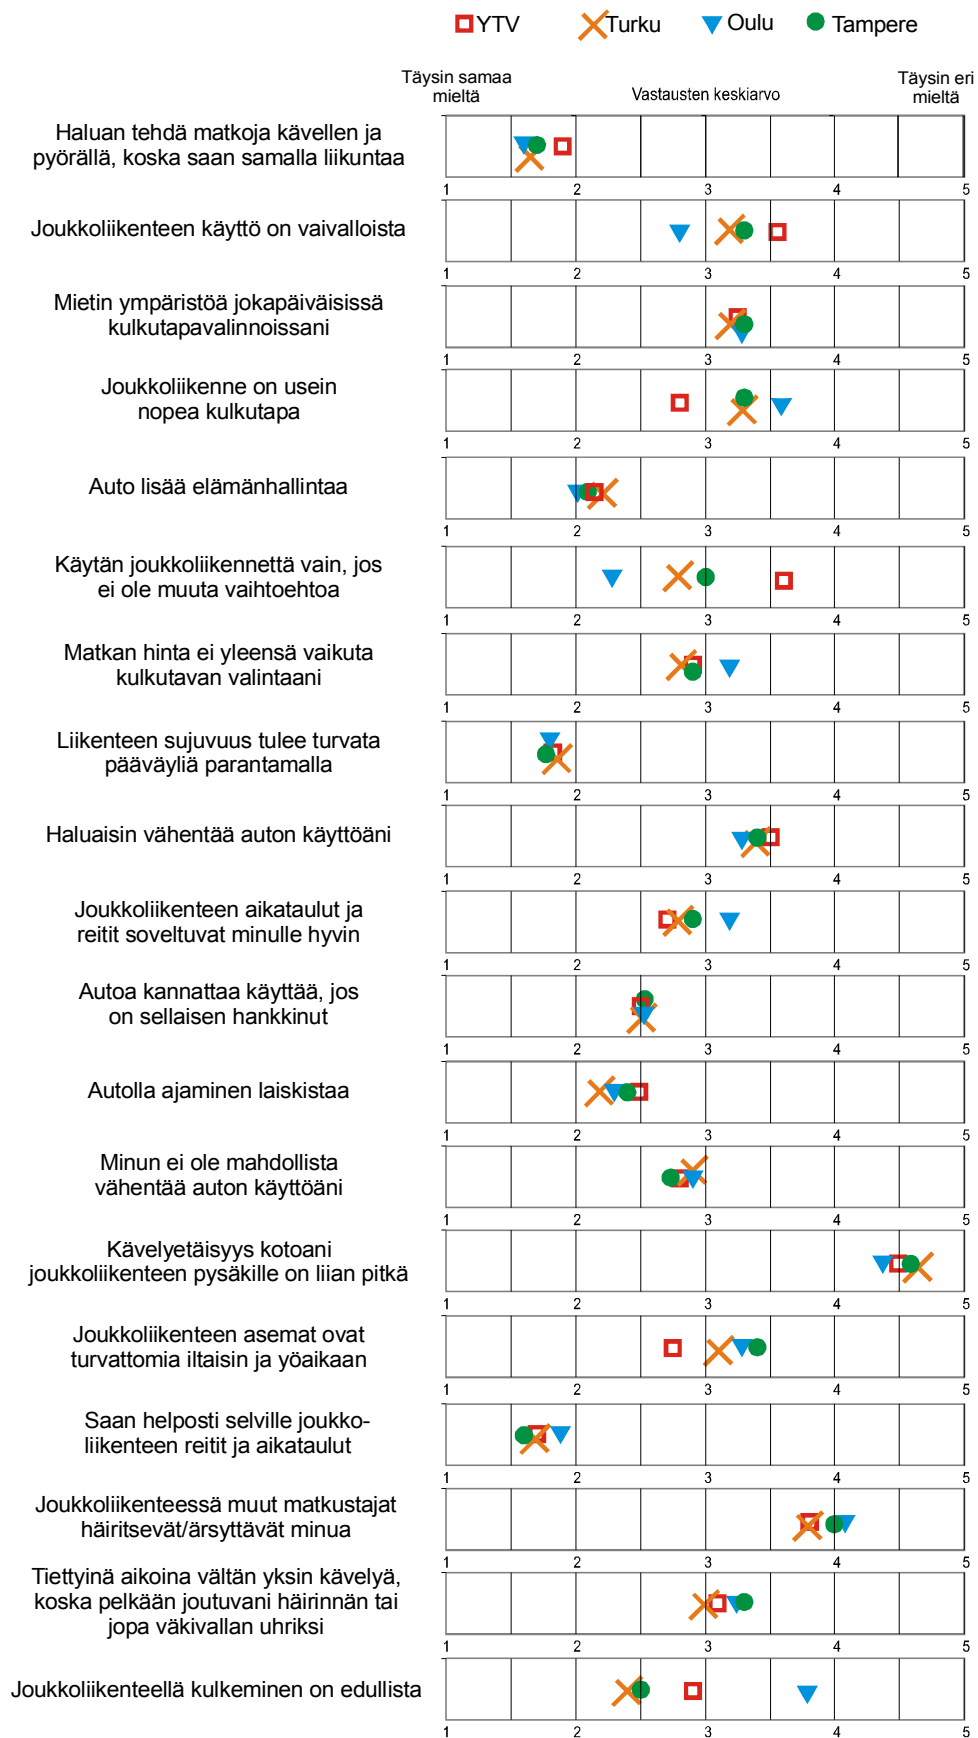 YTV Turku Oulu Tampere
Täysin samaa
mieltä
Vastausten keskiarvo
Täysin eri
mieltä
Haluan tehdä matkoja kävellen ja
pyörällä, koska saan samalla liikuntaa
1 2 3 4 5
Joukkoliikenteen käyttö on vaivalloista
1 2 3 4 5
Mietin ympäristöä jokapäiväisissä
kulkutapavalinnoissani
1 2 3 4 5
Joukkoliikenne on usein
nopea kulkutapa
1 2 3 4 5
Auto lisää elämänhallintaa
1 2 3 4 5
Käytän joukkoliikennettä vain, jos
ei ole muuta vaihtoehtoa
1 2 3 4 5
Matkan hinta ei yleensä vaikuta
kulkutavan valintaani
1 2 3 4 5
Liikenteen sujuvuus tulee turvata
pääväyliä parantamalla
1 2 3 4 5
Haluaisin vähentää auton käyttöäni
1 2 3 4 5
Joukkoliikenteen aikataulut ja
reitit soveltuvat minulle hyvin
1 2 3 4 5
Autoa kannattaa käyttää, jos
on sellaisen hankkinut
1 2 3 4 5
Autolla ajaminen laiskistaa
1 2 3 4 5
Minun ei ole mahdollista
vähentää auton käyttöäni
1 2 3 4 5
Kävelyetäisyys kotoani
joukkoliikenteen pysäkille on liian pitkä
1 2 3 4 5
Joukkoliikenteen asemat ovat
turvattomia iltaisin ja yöaikaan
1 2 3 4 5
Saan helposti selville joukko-
liikenteen reitit ja aikataulut
1 2 3 4 5
Joukkoliikenteessä muut matkustajat
häiritsevät/ärsyttävät minua
1 2 3 4 5
Tiettyinä aikoina vältän yksin kävelyä,
koska pelkään joutuvani häirinnän tai
jopa väkivallan uhriksi
1 2 3 4 5
Joukkoliikenteellä kulkeminen on edullista
1 2 3 4 5